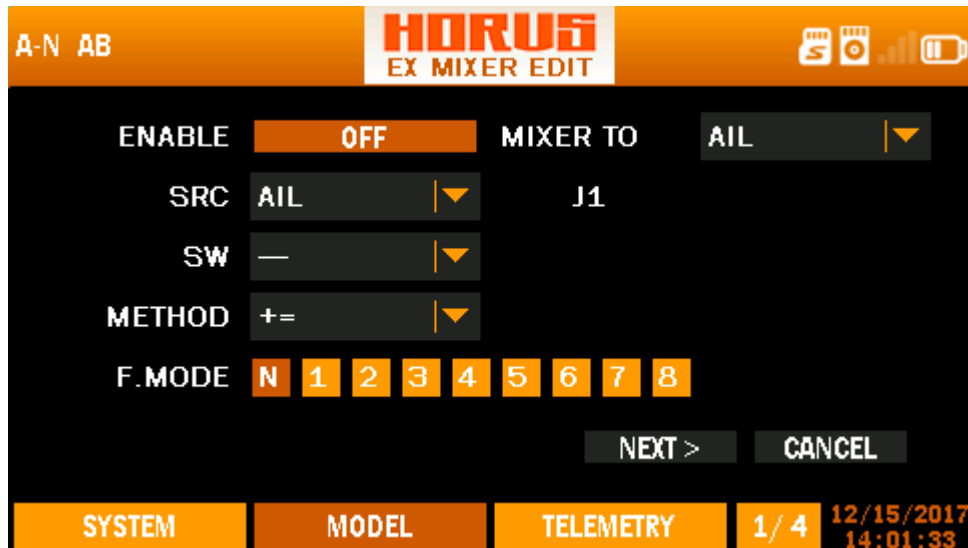 A-N AB
HORUS
EX MIXER EDIT
ENABLE OFF MIXER TO AIL
SRC AIL J1
SW —
METHOD +=
F.MODE N 1 2 3 4 5 6 7 8
NEXT > CANCEL
SYSTEM MODEL TELEMETRY 1/4 12/15/2017
14:01:33